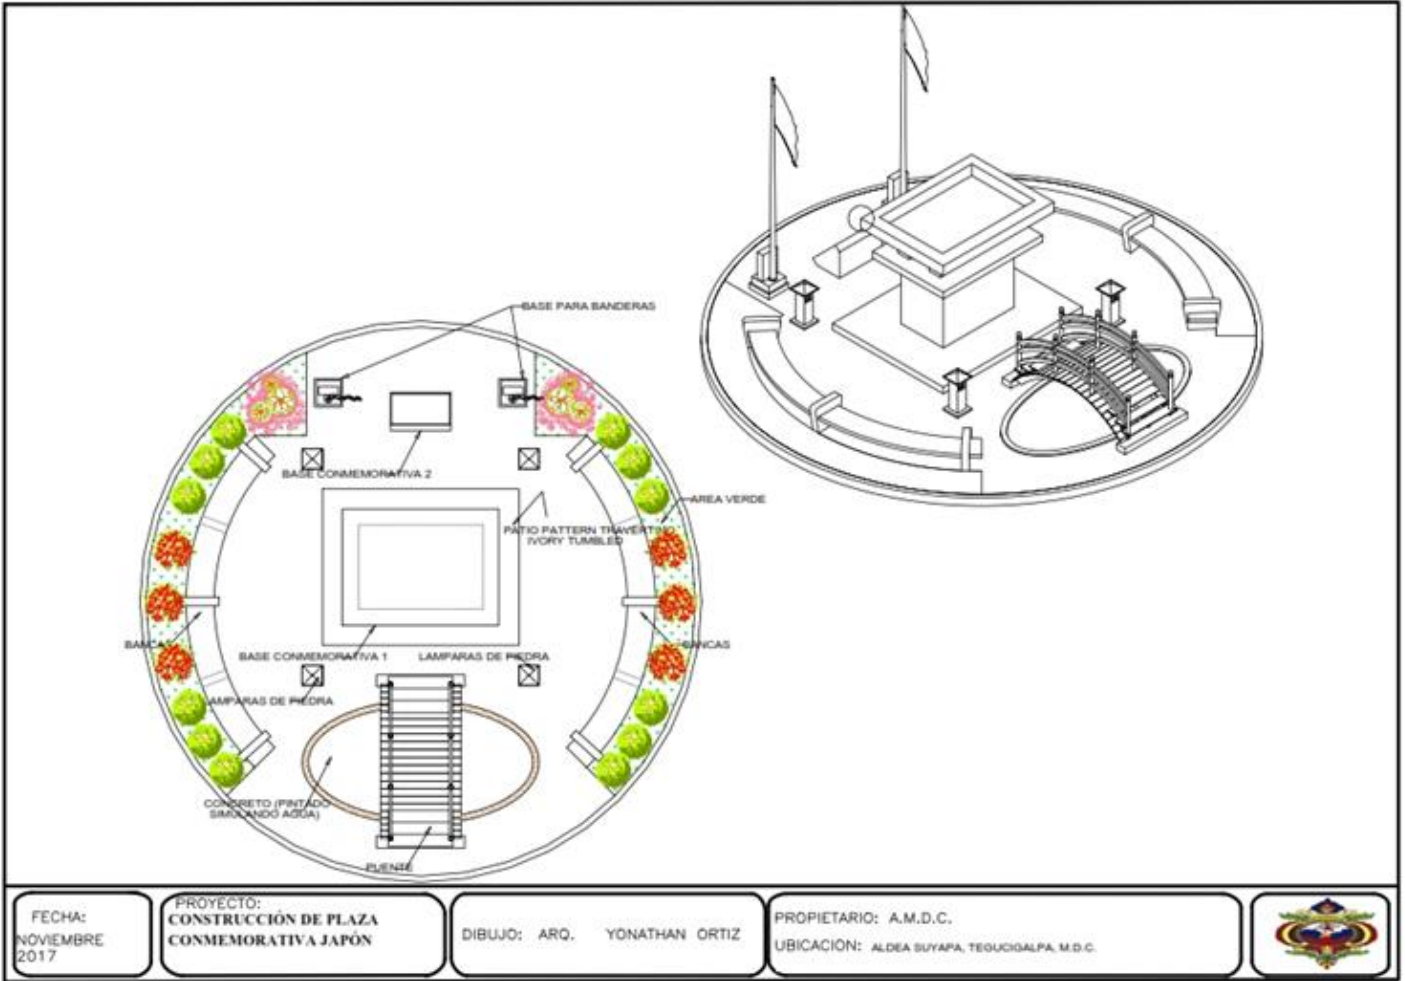 BASE PARA BANDERAS
BASE CONMEMORATIVA 2
AREA VERDE
PATIO PATTERN TRAVERTINO
IVORY TUMBLED
BANCAS
BANCAS
BASE CONMEMORATIVA 1
LAMPARAS DE PIEDRA
LAMPARAS DE PIEDRA
CONCRETO (PINTADO
SIMULANDO AGUA)
PUENTE
FECHA:
NOVIEMBRE
2017
PROYECTO:
CONSTRUCCIÓN DE PLAZA
CONMEMORATIVA JAPÓN
DIBUJO: ARQ. YONATHAN ORTIZ
PROPIETARIO: A.M.D.C.
UBICACION: ALDEA SUYAPA, TEGUCIGALPA, M.D.C.